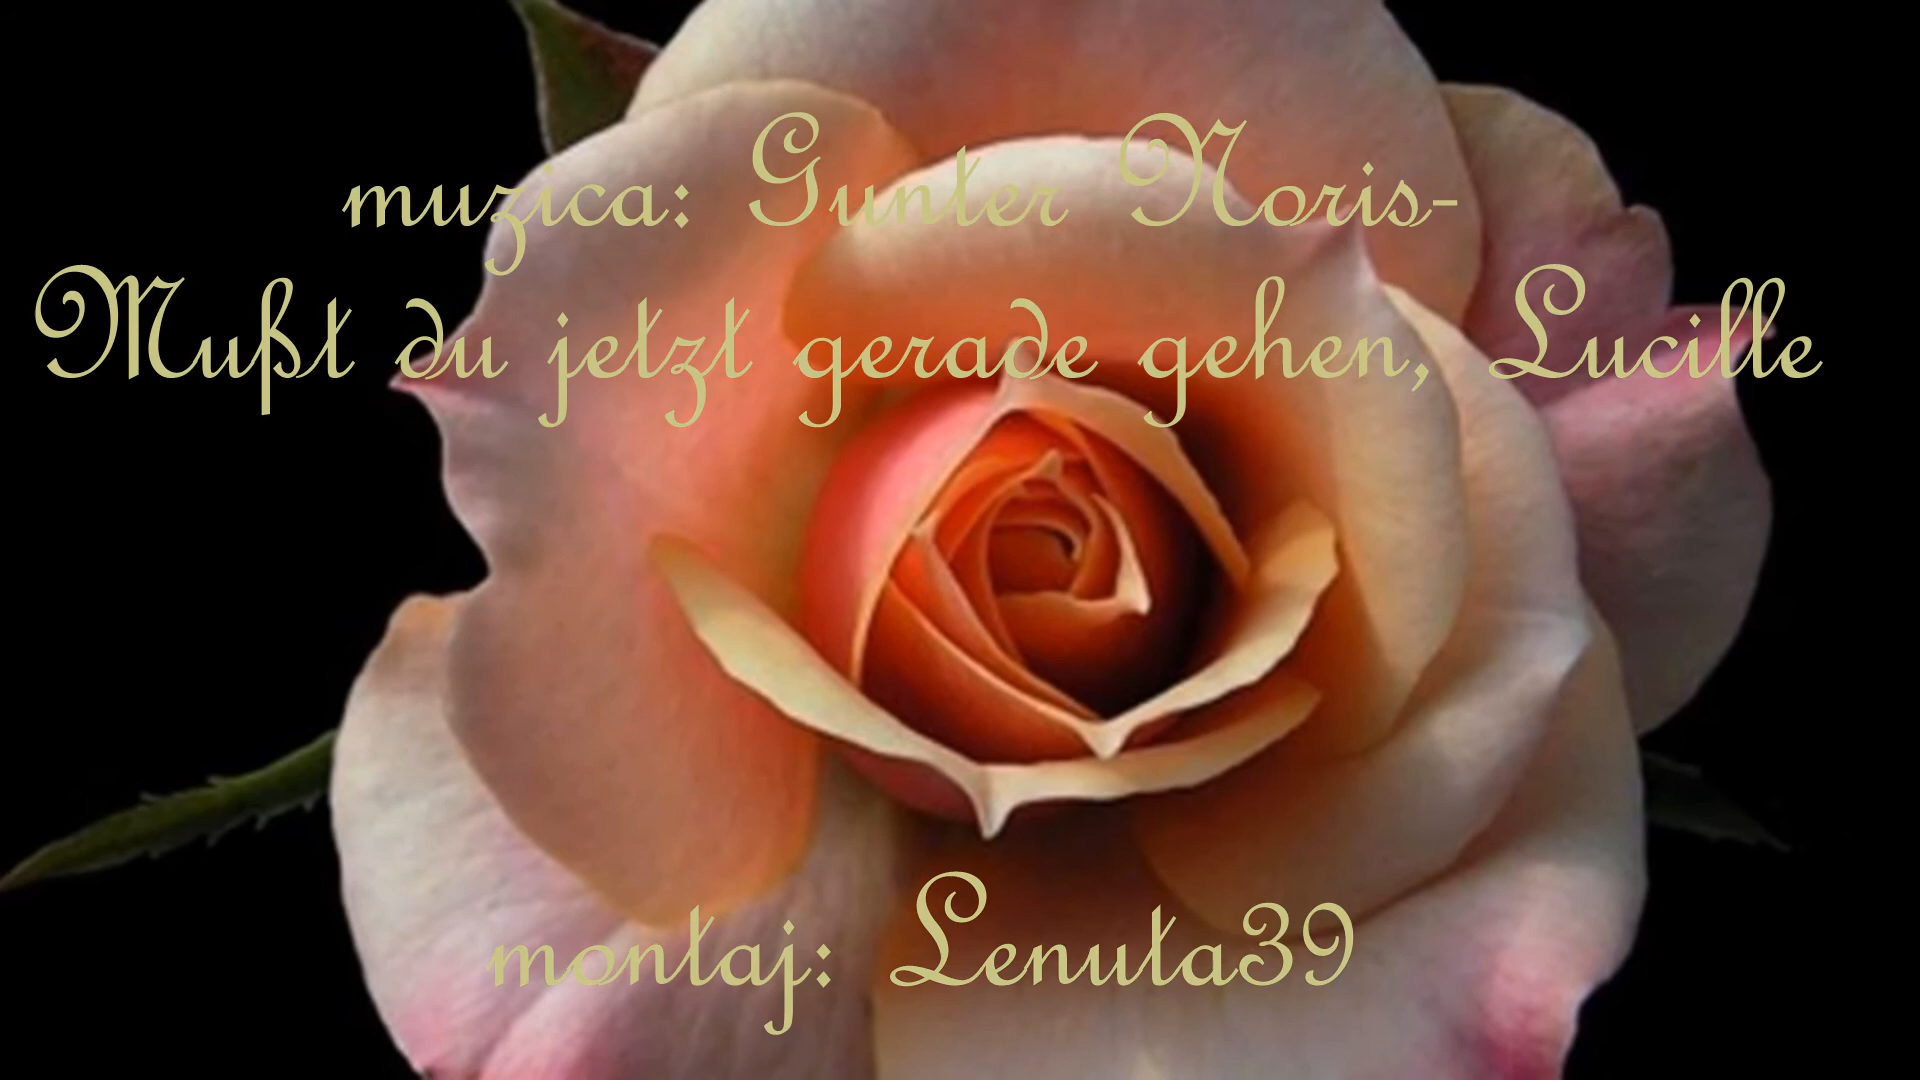 muzica: Gunter Noris-
Mußt du jetzt gerade gehen, Lucille
montaj: Lenuta39